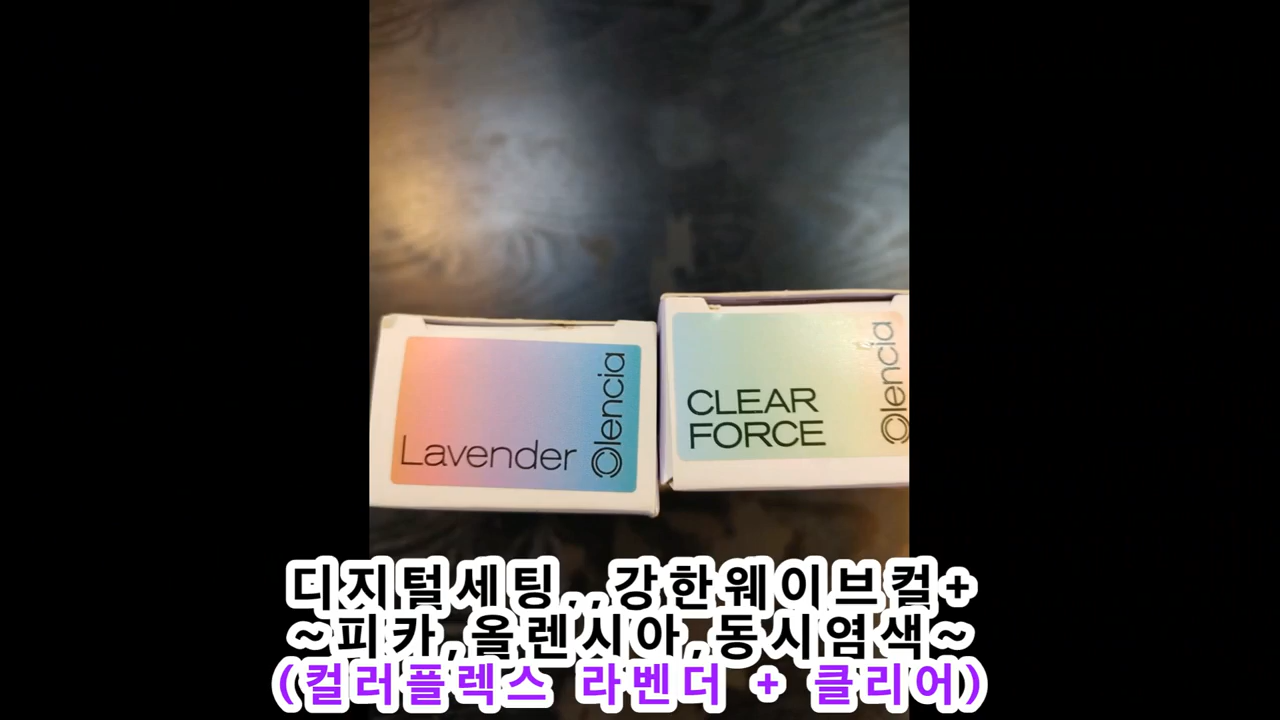 Lavender
Olencia
CLEAR
FORCE
Olencia
디지털세팅,,강한웨이브컬+
~피카,올렌시아,동시염색~
(컬러플렉스 라벤더 + 클리어)